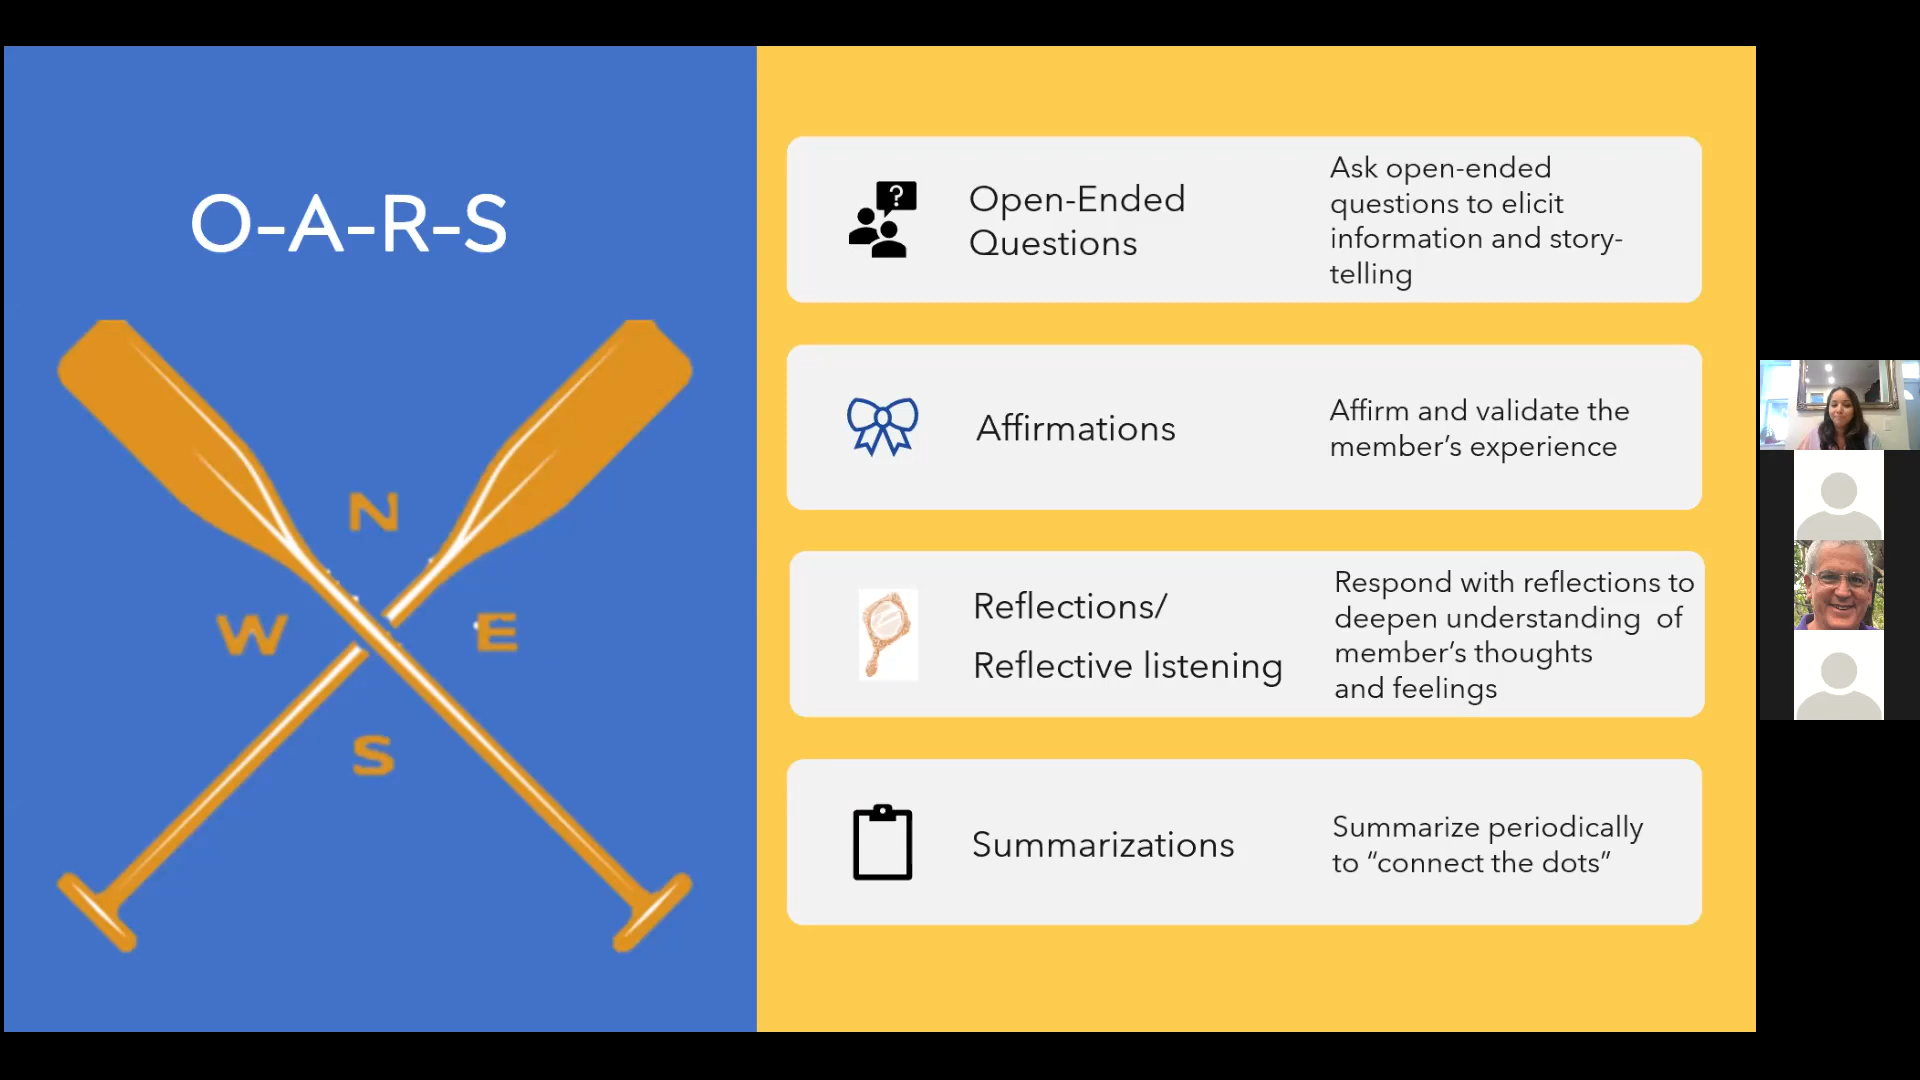 O-A-R-S
N
W
E
S
?
Open-Ended
Questions
Ask open-ended
questions to elicit
information and story-
telling
Affirmations
Affirm and validate the
member’s experience
Reflections/
Reflective listening
Respond with reflections to
deepen understanding  of
member’s thoughts
and feelings
Summarizations
Summarize periodically
to “connect the dots”